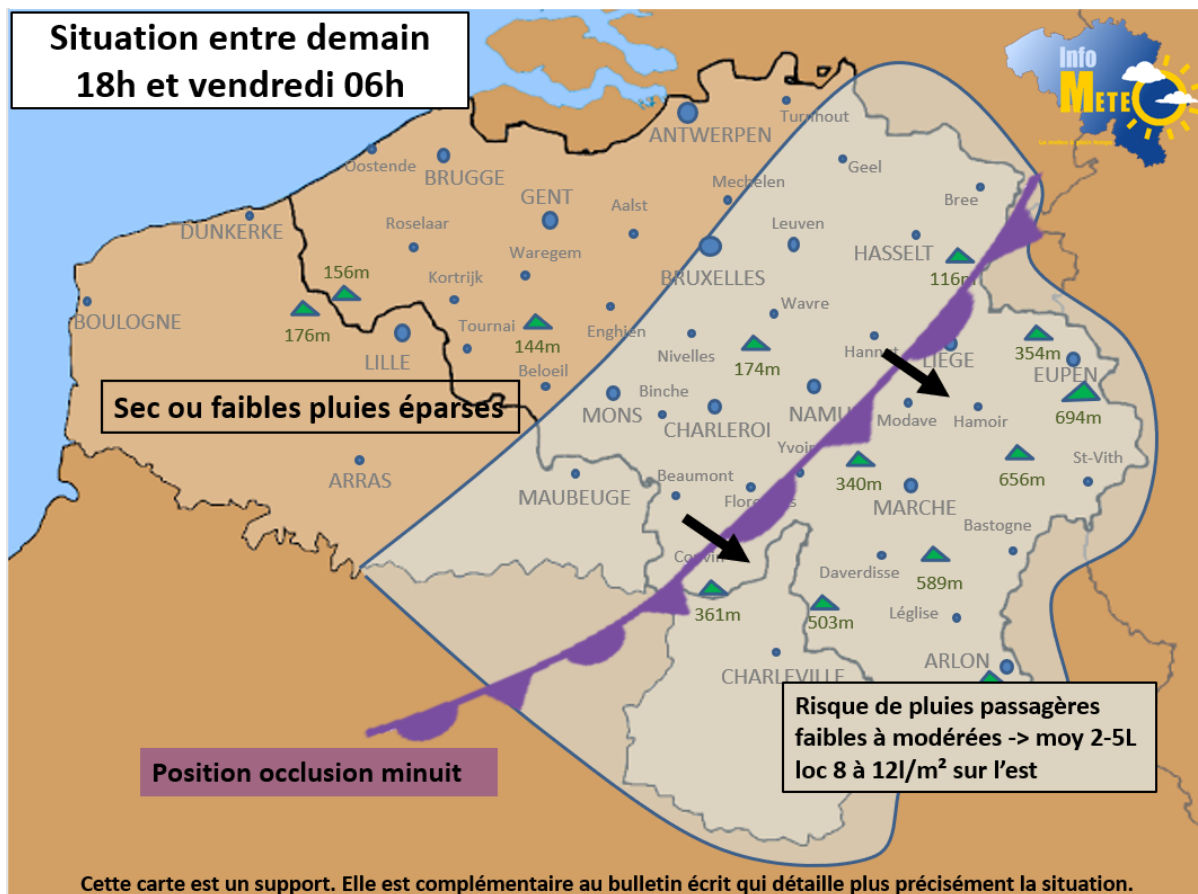 Situation entre demain
18h et vendredi 06h
Info
METEO
Turnhout
ANTWERPEN
Oostende
BRUGGE
Geel
Mechelen
Bree
GENT
Aalst
DUNKERKE
Roselaar
Leuven
Waregem
HASSELT
BRUXELLES
156m
Kortrijk
116m
BOULOGNE
176m
Wavre
Tournai
144m
Enghien
LILLE
Nivelles
174m
Hannut
LIEGE
354m
EUPEN
Beloeil
Binche
Sec ou faibles pluies éparses
MONS
CHARLEROI
NAMU
Modave
Hamoir
694m
Yvoir
ARRAS
St-Vith
MAUBEUGE
Beaumont
340m
656m
MARCHE
Bastogne
Couvin
Daverdisse
589m
361m
503m
Léglise
CHARLEVILLE
ARLON
Risque de pluies passagères
faibles à modérées -> moy 2-5L
loc 8 à 12l/m² sur l'est
Position occlusion minuit
Cette carte est un support. Elle est complémentaire au bulletin écrit qui détaille plus précisément la situation.